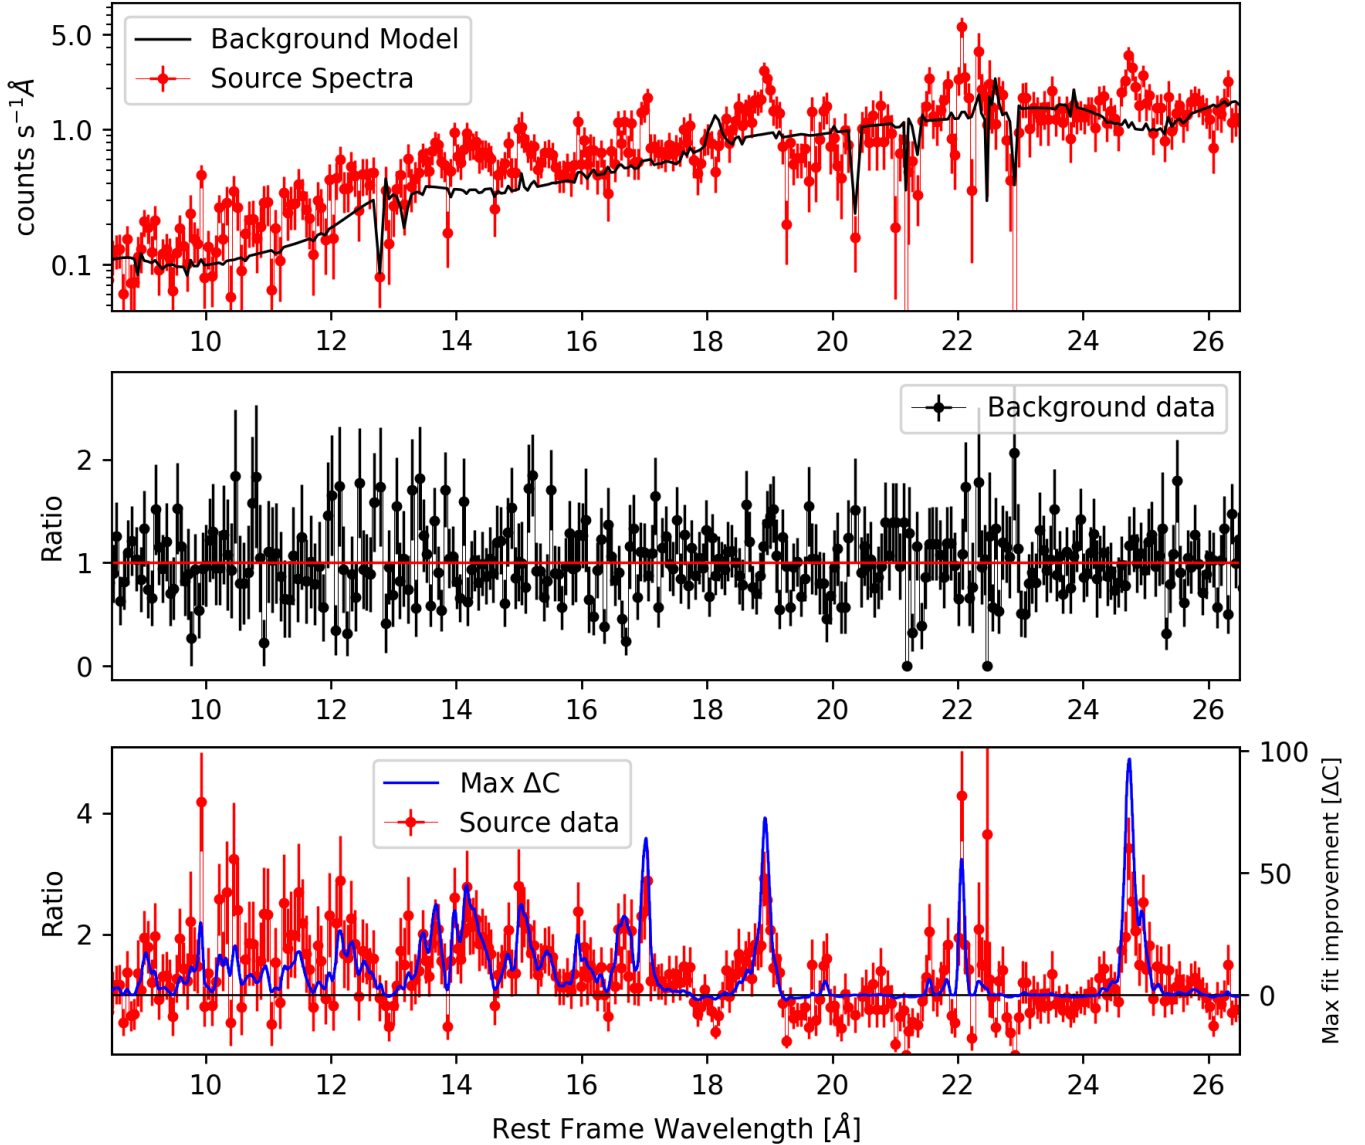 5.0
1.0
0.1
counts s⁻¹Å
Background Model
Source Spectra
10 12 14 16 18 20 22 24 26
2
1
0
Ratio
Background data
10 12 14 16 18 20 22 24 26
4
2
Ratio
Max ΔC
Source data
100
50
0
Max fit improvement [ΔC]
10 12 14 16 18 20 22 24 26
Rest Frame Wavelength [Å]